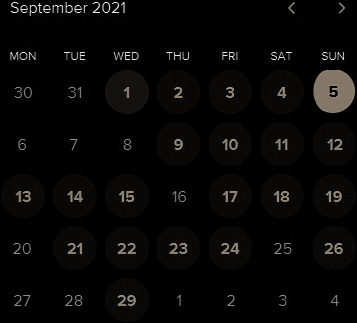 September 2021
MON TUE WED THU FRI SAT SUN
30 31 1 2 3 4 5
6 7 8 9 10 11 12
13 14 15 16 17 18 19
20 21 22 23 24 25 26
27 28 29 1 2 3 4